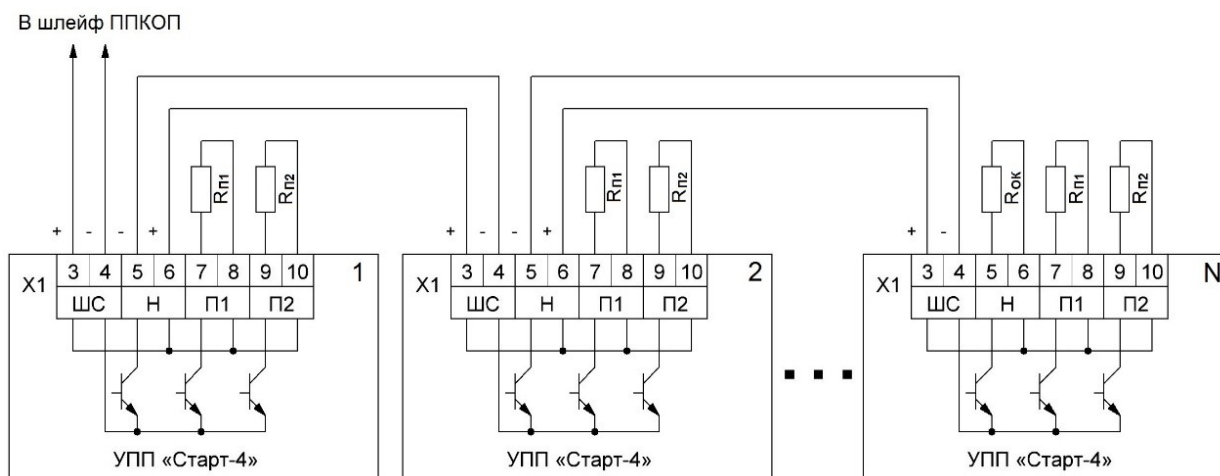 В шлейф ППКОП
Rп1 Rп2 Rп1 Rп2 Rок Rп1 Rп2
+ - - + + - - + + -
X1 3 4 5 6 7 8 9 10 1
ШС Н П1 П2
X1 3 4 5 6 7 8 9 10 2
ШС Н П1 П2
X1 3 4 5 6 7 8 9 10 N
ШС Н П1 П2
УПП «Старт-4»
УПП «Старт-4»
УПП «Старт-4»